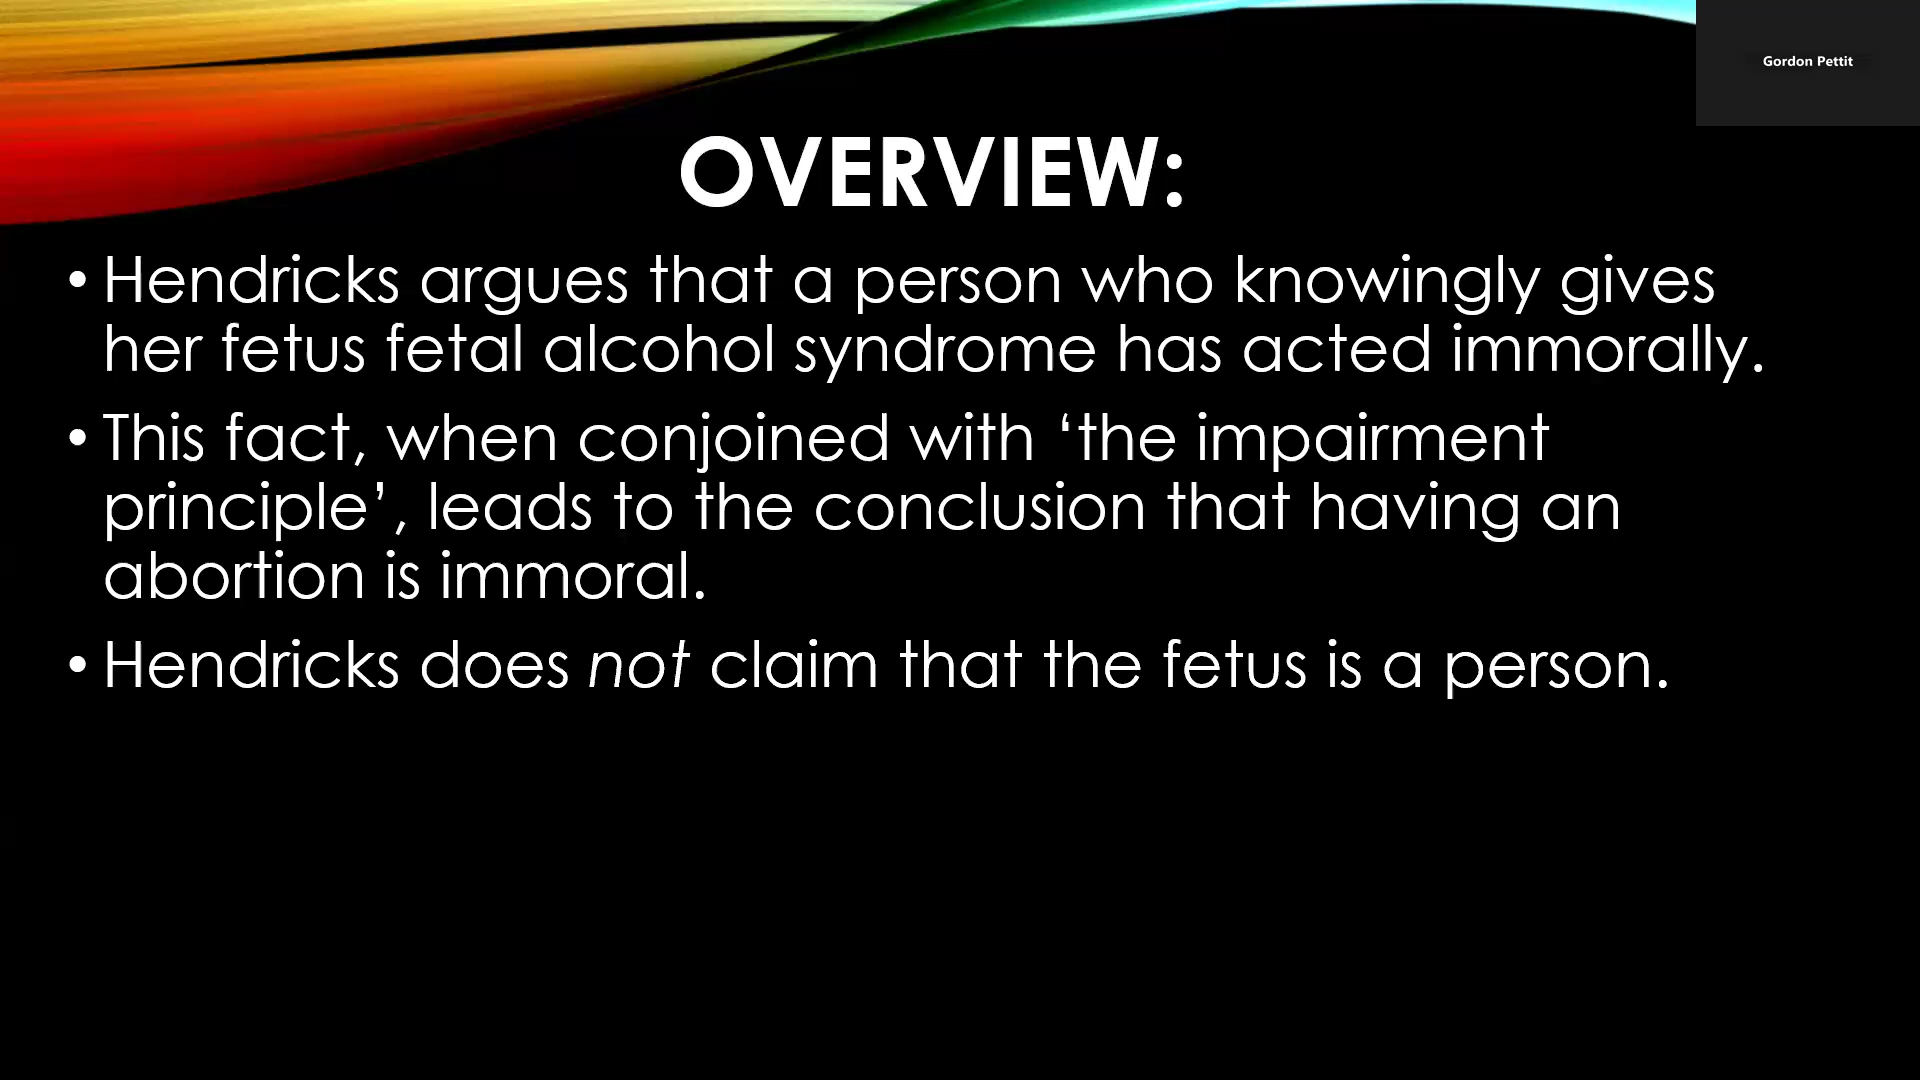 Gordon Pettit
OVERVIEW:
• Hendricks argues that a person who knowingly gives
her fetus fetal alcohol syndrome has acted immorally.
• This fact, when conjoined with ‘the impairment
principle’, leads to the conclusion that having an
abortion is immoral.
• Hendricks does not claim that the fetus is a person.